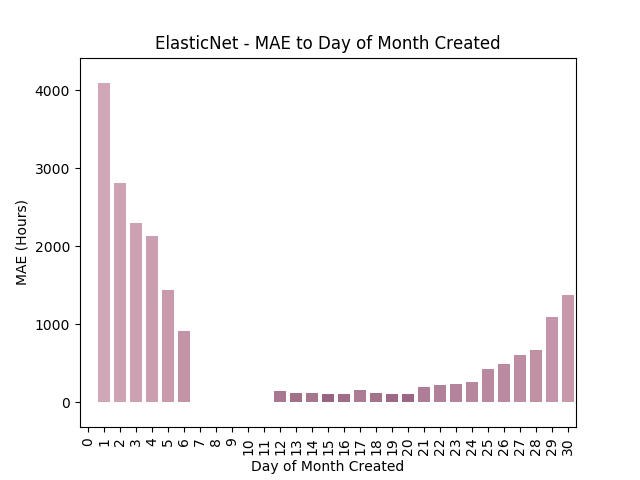 ElasticNet - MAE to Day of Month Created
MAE (Hours)
4000
3000
2000
1000
0
0 1 2 3 4 5 6 7 8 9 10 11 12 13 14 15 16 17 18 19 20 21 22 23 24 25 26 27 28 29 30
Day of Month Created